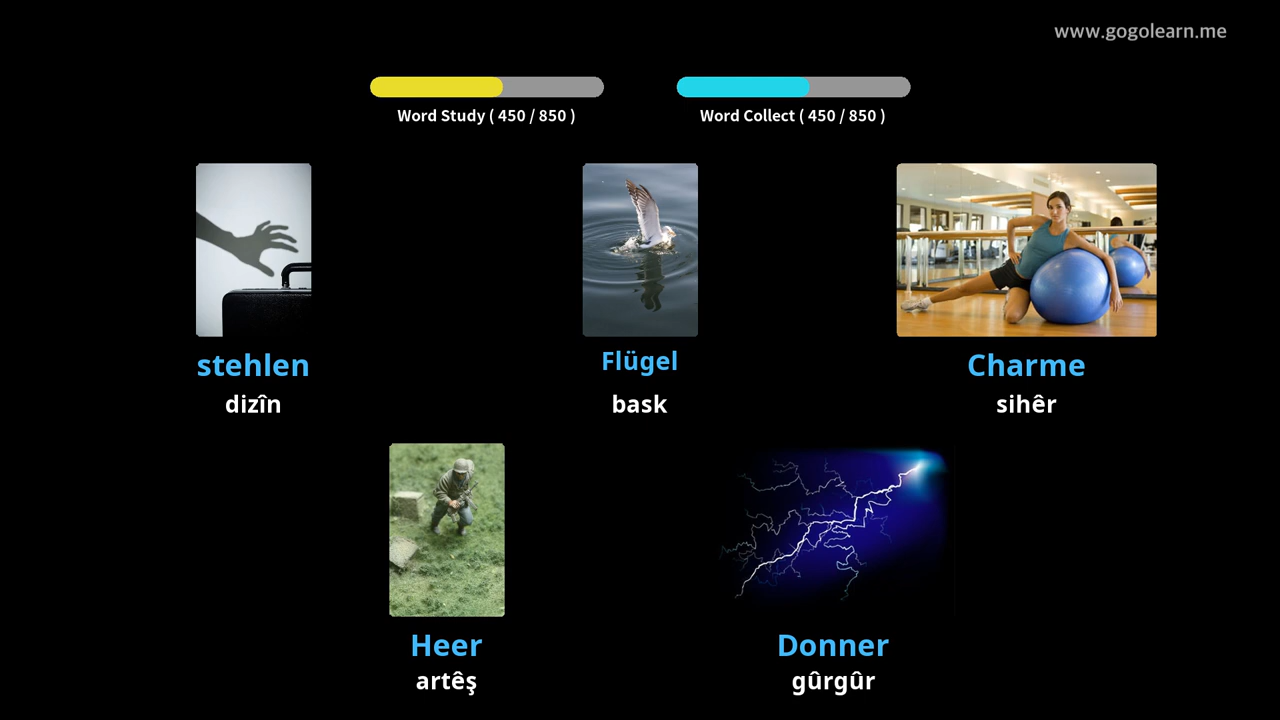 www.gogolearn.me
Word Study ( 450 / 850 )
Word Collect ( 450 / 850 )
stehlen
dizîn
Flügel
bask
Charme
sihêr
Heer
artêş
Donner
gûrgûr